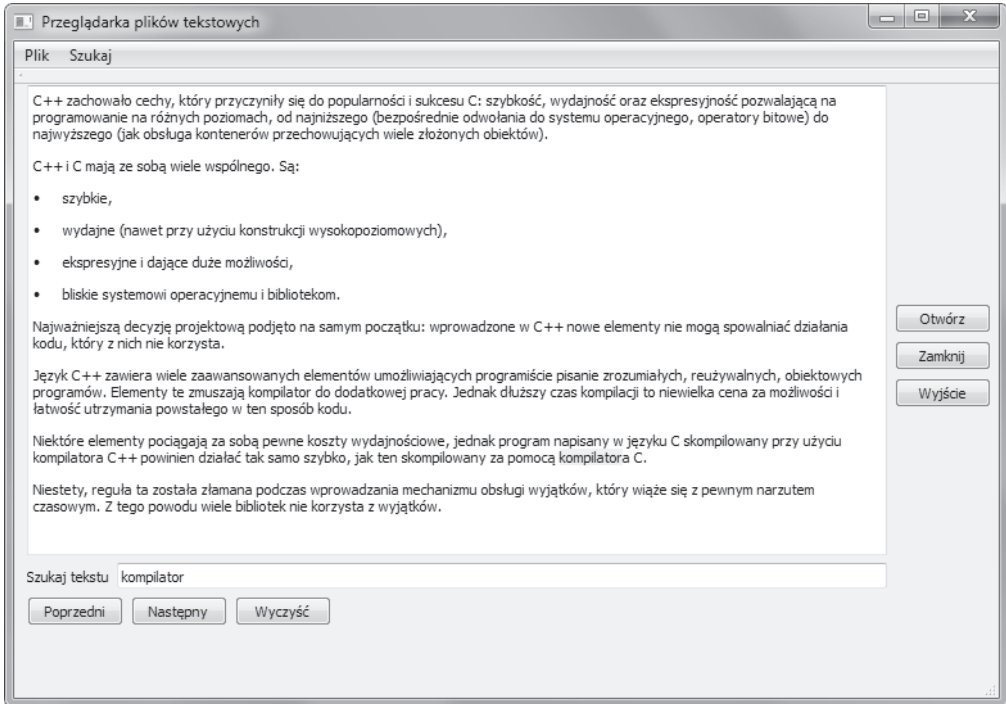 Przeglądarka plików tekstowych
Plik Szukaj
C++ zachowało cechy, który przyczyniły się do popularności i sukcesu C: szybkość, wydajność oraz ekspresyjność pozwalającą na
programowanie na różnych poziomach, od najniższego (bezpośrednie odwołania do systemu operacyjnego, operatory bitowe) do
najwyższego (jak obsługa kontenerów przechowujących wiele złożonych obiektów).
C++ i C mają ze sobą wiele wspólnego. Są:
• szybkie,
• wydajne (nawet przy użyciu konstrukcji wysokopoziomowych),
• ekspresyjne i dające duże możliwości,
• bliskie systemowi operacyjnemu i bibliotekom.
Najważniejszą decyzję projektową podjęto na samym początku: wprowadzone w C++ nowe elementy nie mogą spowalniać działania
kodu, który z nich nie korzysta.
Język C++ zawiera wiele zaawansowanych elementów umożliwiających programiście pisanie zrozumiałych, reużywalnych, obiektowych
programów. Elementy te zmuszają kompilator do dodatkowej pracy. Jednak dłuższy czas kompilacji to niewielka cena za możliwości i
łatwość utrzymania powstałego w ten sposób kodu.
Niektóre elementy pociągają za sobą pewne koszty wydajnościowe, jednak program napisany w języku C skompilowany przy użyciu
kompilatora C++ powinien działać tak samo szybko, jak ten skompilowany za pomocą kompilatora C.
Niestety, reguła ta została złamana podczas wprowadzania mechanizmu obsługi wyjątków, który wiąże się z pewnym narzutem
czasowym. Z tego powodu wiele bibliotek nie korzysta z wyjątków.
Otwórz
Zamknij
Wyjście
Szukaj tekstu kompilator
Poprzedni Następny Wyczyść